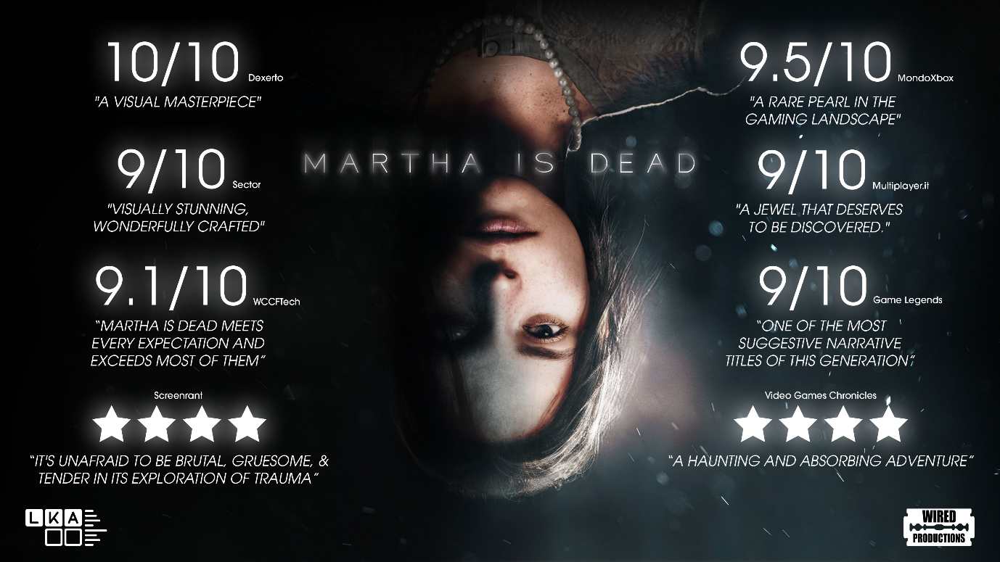 10/10 Dexerto
"A VISUAL MASTERPIECE"
9/10 Sector
"VISUALLY STUNNING,
WONDERFULLY CRAFTED"
9.1/10 WCCFTech
“MARTHA IS DEAD MEETS
EVERY EXPECTATION AND
EXCEEDS MOST OF THEM”
Screenrant
“IT'S UNAFRAID TO BE BRUTAL, GRUESOME, &
TENDER IN ITS EXPLORATION OF TRAUMA”
LKA
MARTHA IS DEAD
9.5/10 MondoXbox
"A RARE PEARL IN THE
GAMING LANDSCAPE"
9/10 Multiplayer.it
"A JEWEL THAT DESERVES
TO BE DISCOVERED."
9/10 Game Legends
“ONE OF THE MOST
SUGGESTIVE NARRATIVE
TITLES OF THIS GENERATION”
Video Games Chronicles
“A HAUNTING AND ABSORBING ADVENTURE”
WIRED
PRODUCTIONS